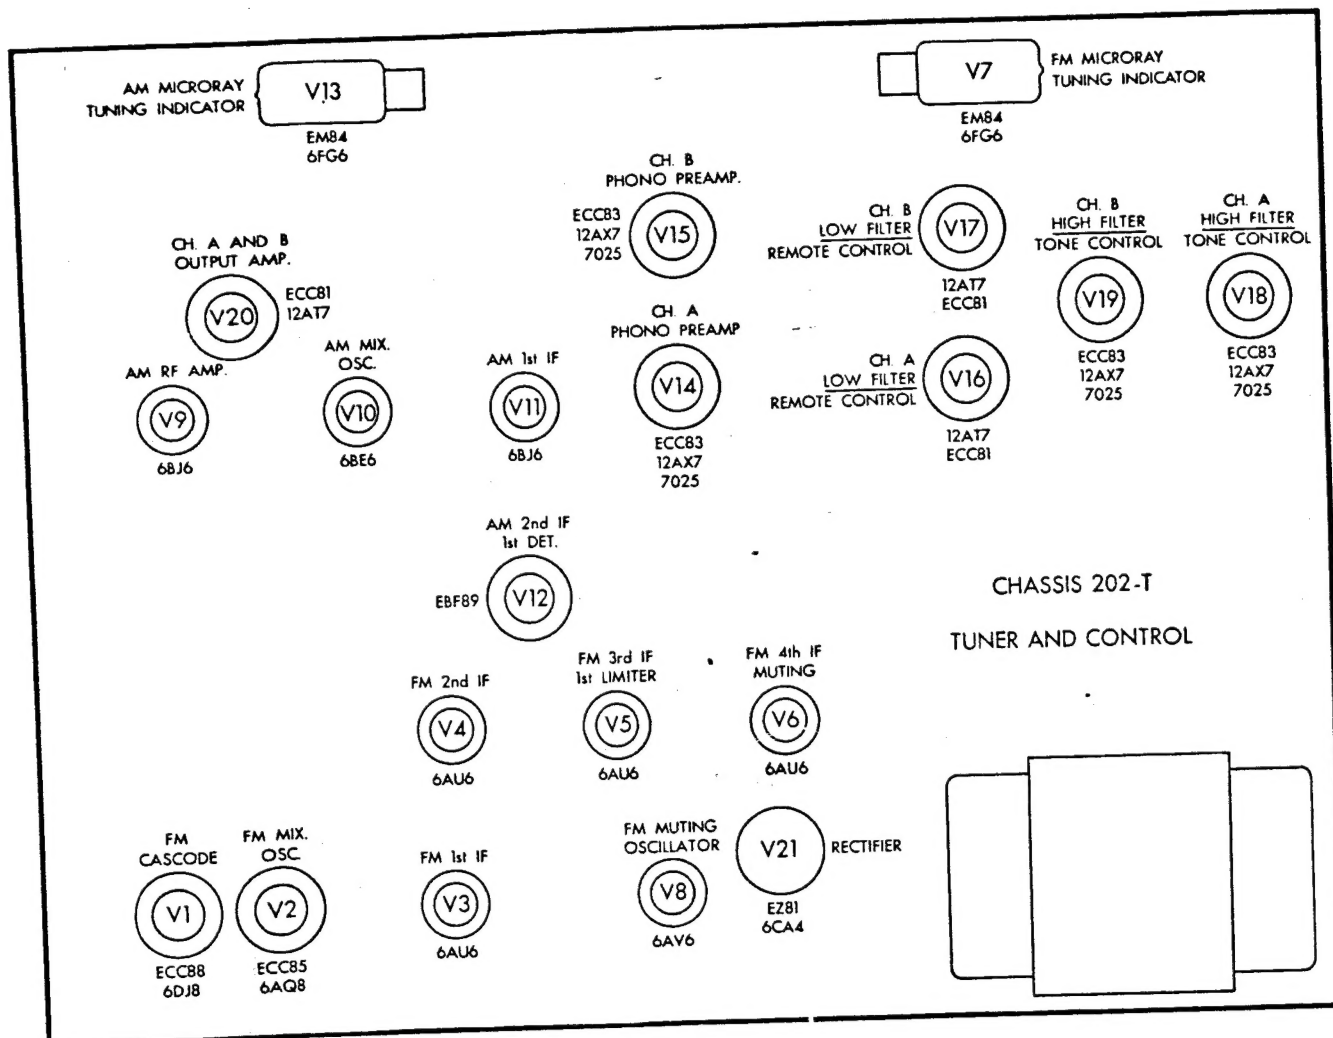 AM MICRORAY
TUNING INDICATOR
V13
EM84
6FG6
V7
FM MICRORAY
TUNING INDICATOR
EM84
6FG6
CH. B
PHONO PREAMP.
ECC83
12AX7
7025
V15
CH. B
LOW FILTER
REMOTE CONTROL
V17
12AT7
ECC81
CH. B
HIGH FILTER
TONE CONTROL
V19
ECC83
12AX7
7025
CH. A
HIGH FILTER
TONE CONTROL
V18
ECC83
12AX7
7025
CH. A AND B
OUTPUT AMP.
V20
ECC81
12AT7
AM RF AMP.
V9
6BJ6
AM MIX.
OSC.
V10
6BE6
AM 1st IF
V11
6BJ6
CH. A
PHONO PREAMP
V14
ECC83
12AX7
7025
CH. A
LOW FILTER
REMOTE CONTROL
V16
12AT7
ECC81
AM 2nd IF
1st DET.
EBF89
V12
CHASSIS 202-T
TUNER AND CONTROL
FM 2nd IF
V4
6AU6
FM 3rd IF
1st LIMITER
V5
6AU6
FM 4th IF
MUTING
V6
6AU6
FM
CASCODE
V1
ECC88
6DJ8
FM MIX.
OSC.
V2
ECC85
6AQ8
FM 1st IF
V3
6AU6
FM MUTING
OSCILLATOR
V8
6AV6
V21
RECTIFIER
EZ81
6CA4